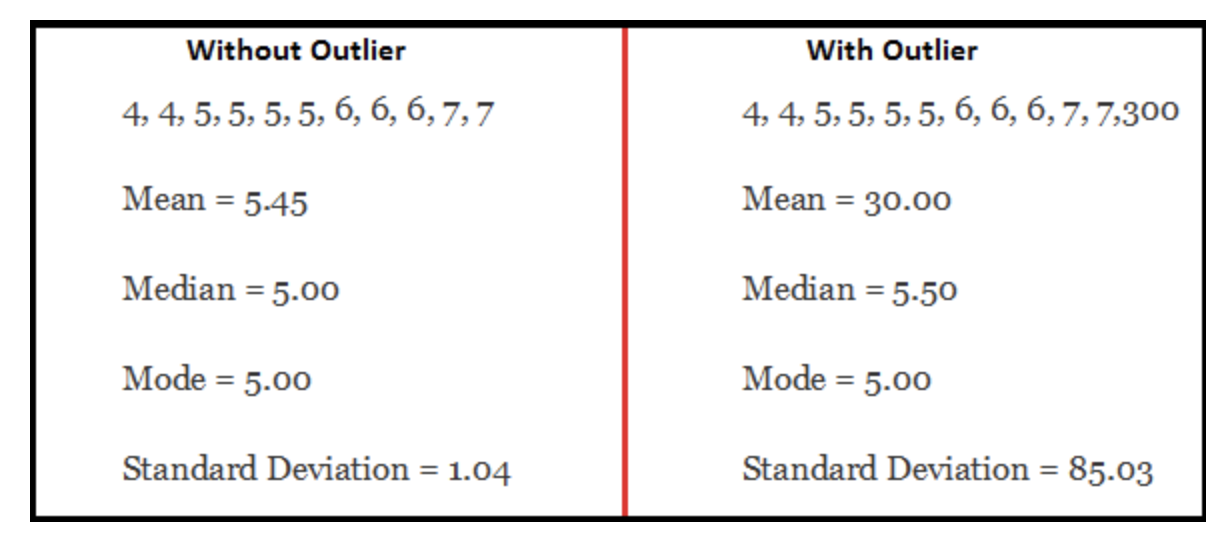 Without Outlier
4, 4, 5, 5, 5, 5, 6, 6, 6, 7, 7
Mean = 5.45
Median = 5.00
Mode = 5.00
Standard Deviation = 1.04
With Outlier
4, 4, 5, 5, 5, 5, 6, 6, 6, 7, 7,300
Mean = 30.00
Median = 5.50
Mode = 5.00
Standard Deviation = 85.03